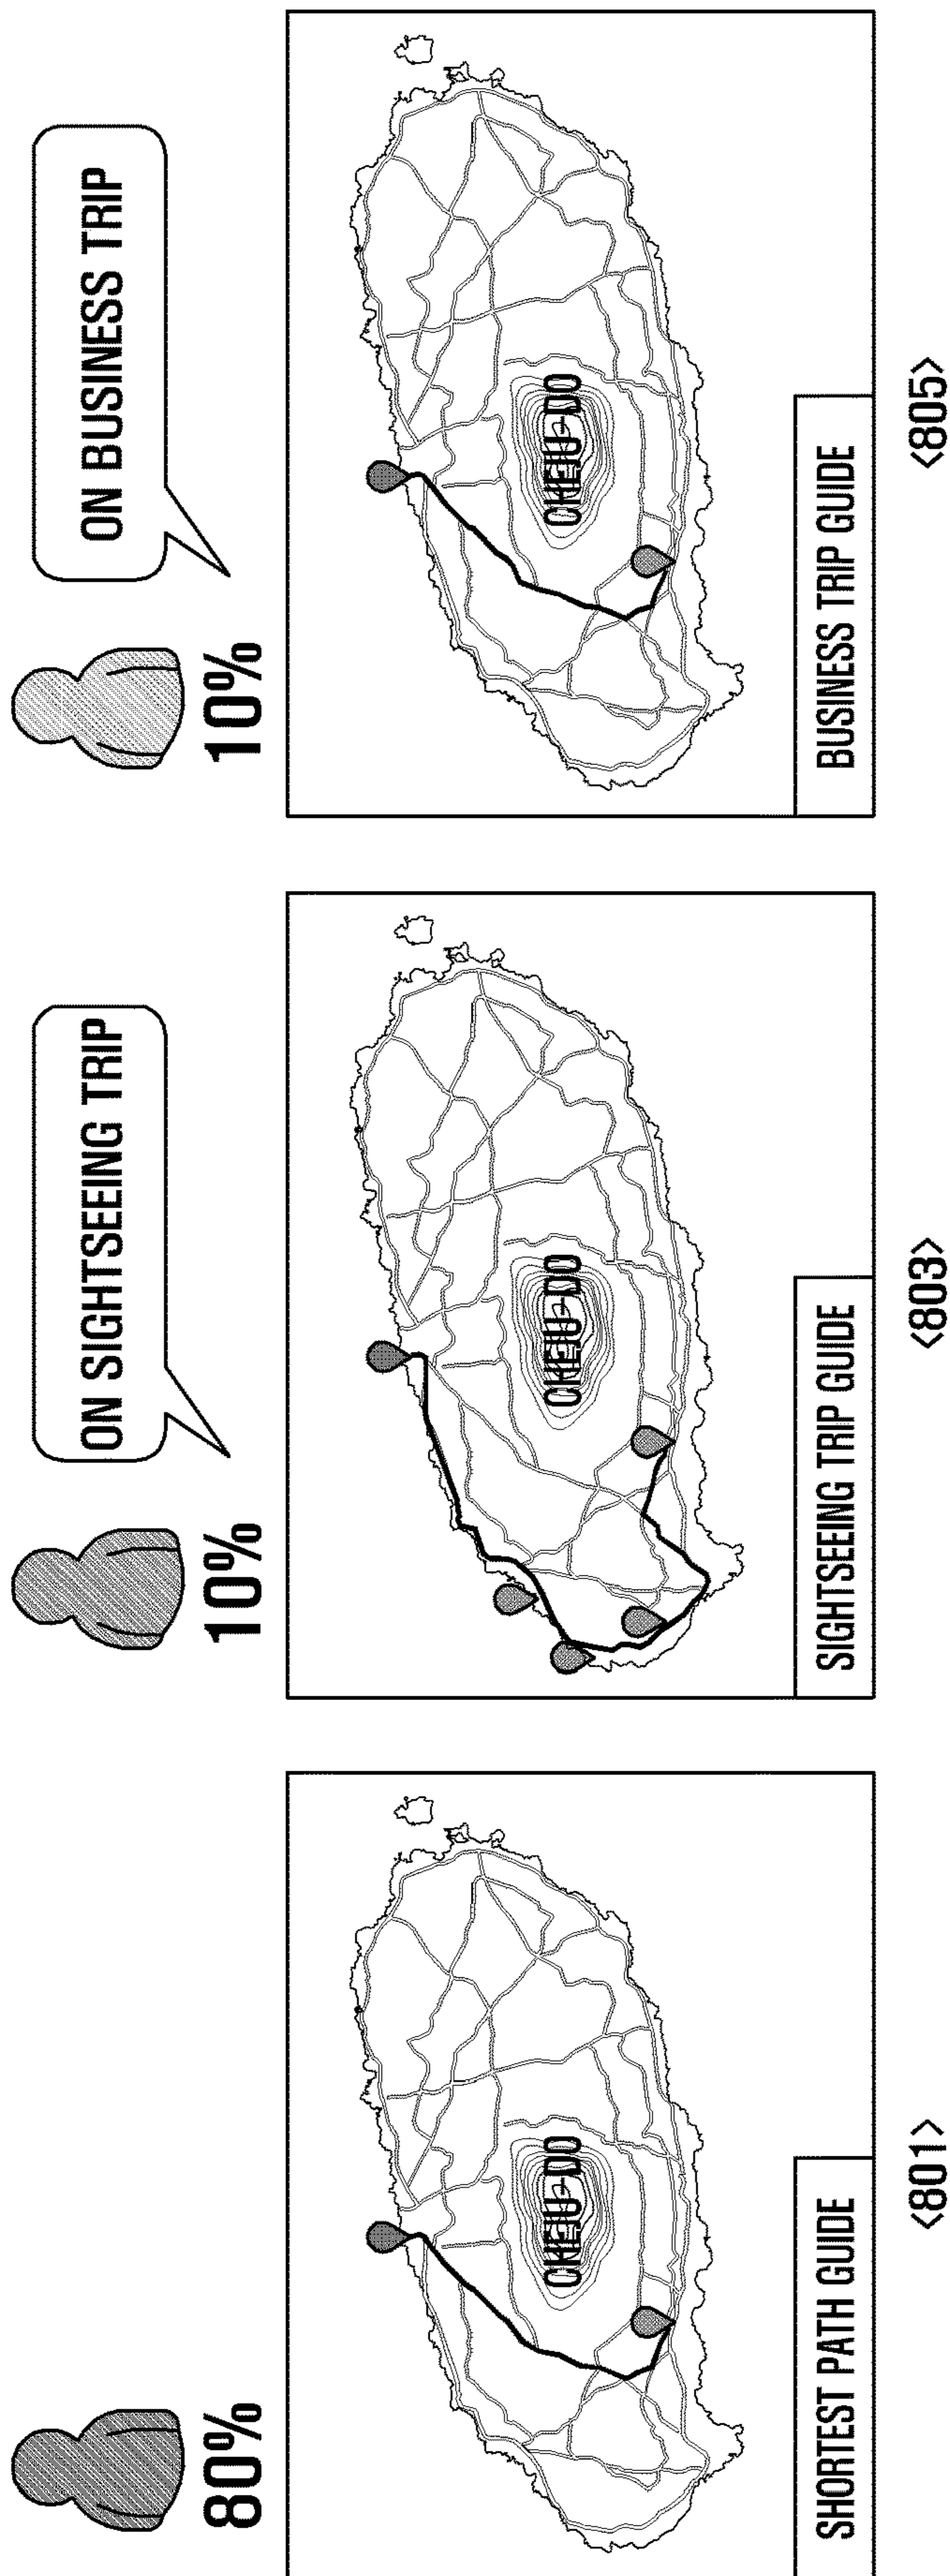 80%
CHEJU-DO
SHORTEST PATH GUIDE
<801>
ON SIGHTSEEING TRIP
10%
CHEJU-DO
SIGHTSEEING TRIP GUIDE
<803>
ON BUSINESS TRIP
10%
CHEJU-DO
BUSINESS TRIP GUIDE
<805>